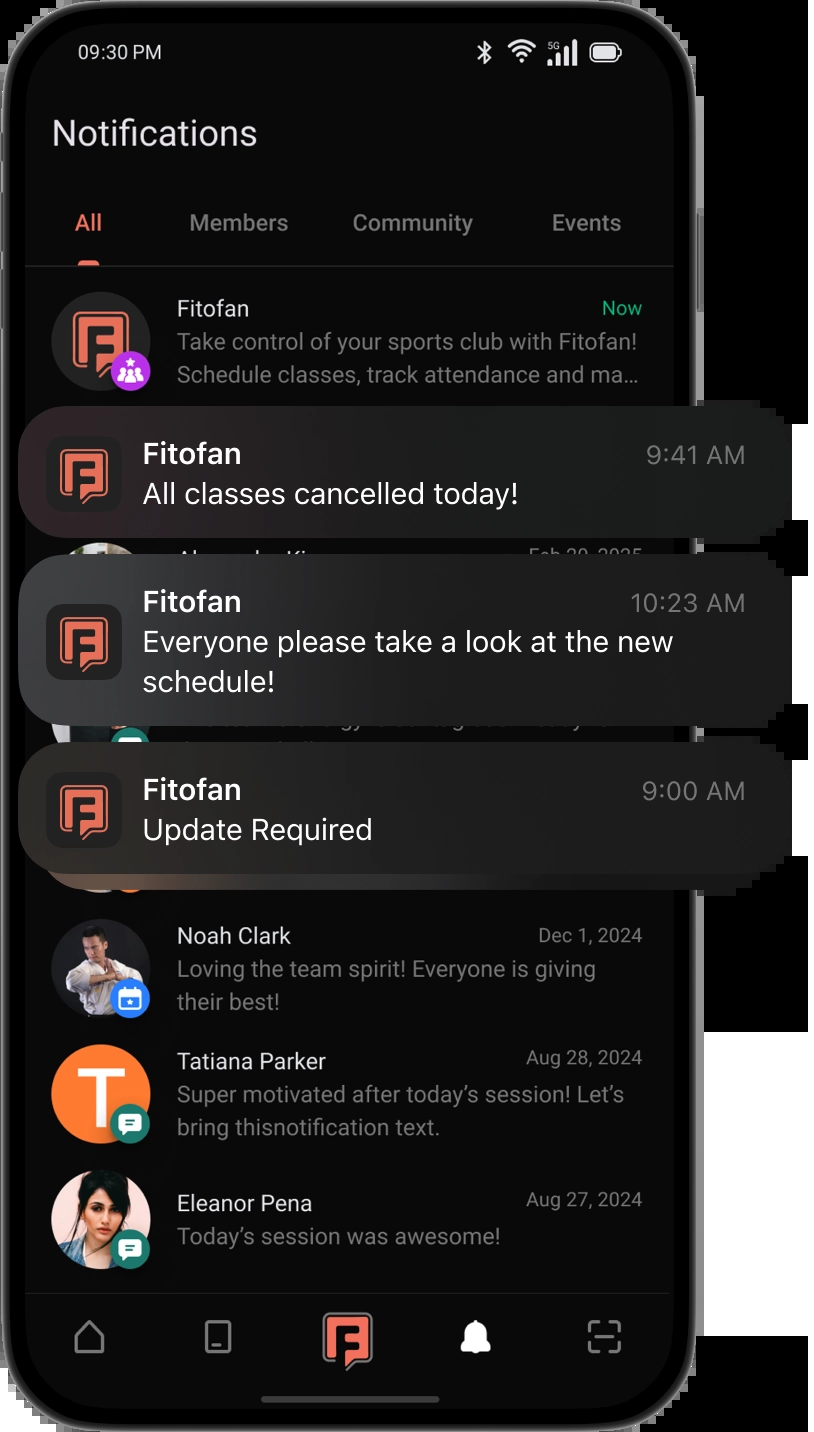 09:30 PM
5G
Notifications
All Members Community Events
Fitofan Now
Take control of your sports club with Fitofan!
Schedule classes, track attendance and ma…
Fitofan 9:41 AM
All classes cancelled today!
Feb 20, 2025
Fitofan 10:23 AM
Everyone please take a look at the new
schedule!
Fitofan 9:00 AM
Update Required
Noah Clark Dec 1, 2024
Loving the team spirit! Everyone is giving
their best!
T
Tatiana Parker Aug 28, 2024
Super motivated after today’s session! Let’s
bring thisnotification text.
Eleanor Pena Aug 27, 2024
Today’s session was awesome!